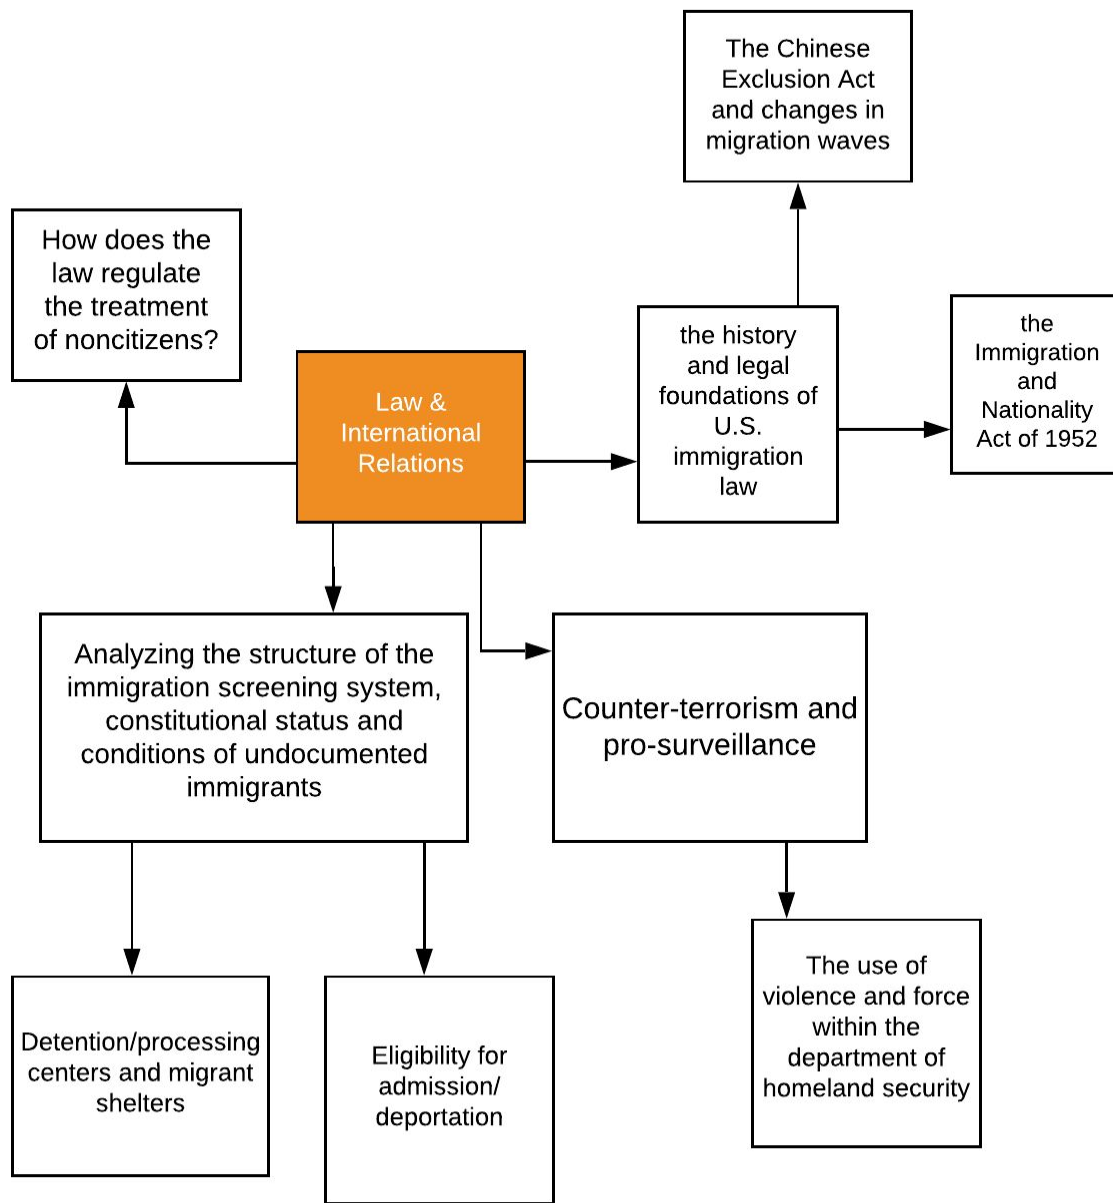 The Chinese
Exclusion Act
and changes in
migration waves
How does the
law regulate
the treatment
of noncitizens?
Law &
International
Relations
the history
and legal
foundations of
U.S.
immigration
law
the
Immigration
and
Nationality
Act of 1952
Analyzing the structure of the
immigration screening system,
constitutional status and
conditions of undocumented
immigrants
Counter-terrorism and
pro-surveillance
Detention/processing
centers and migrant
shelters
Eligibility for
admission/
deportation
The use of
violence and force
within the
department of
homeland security